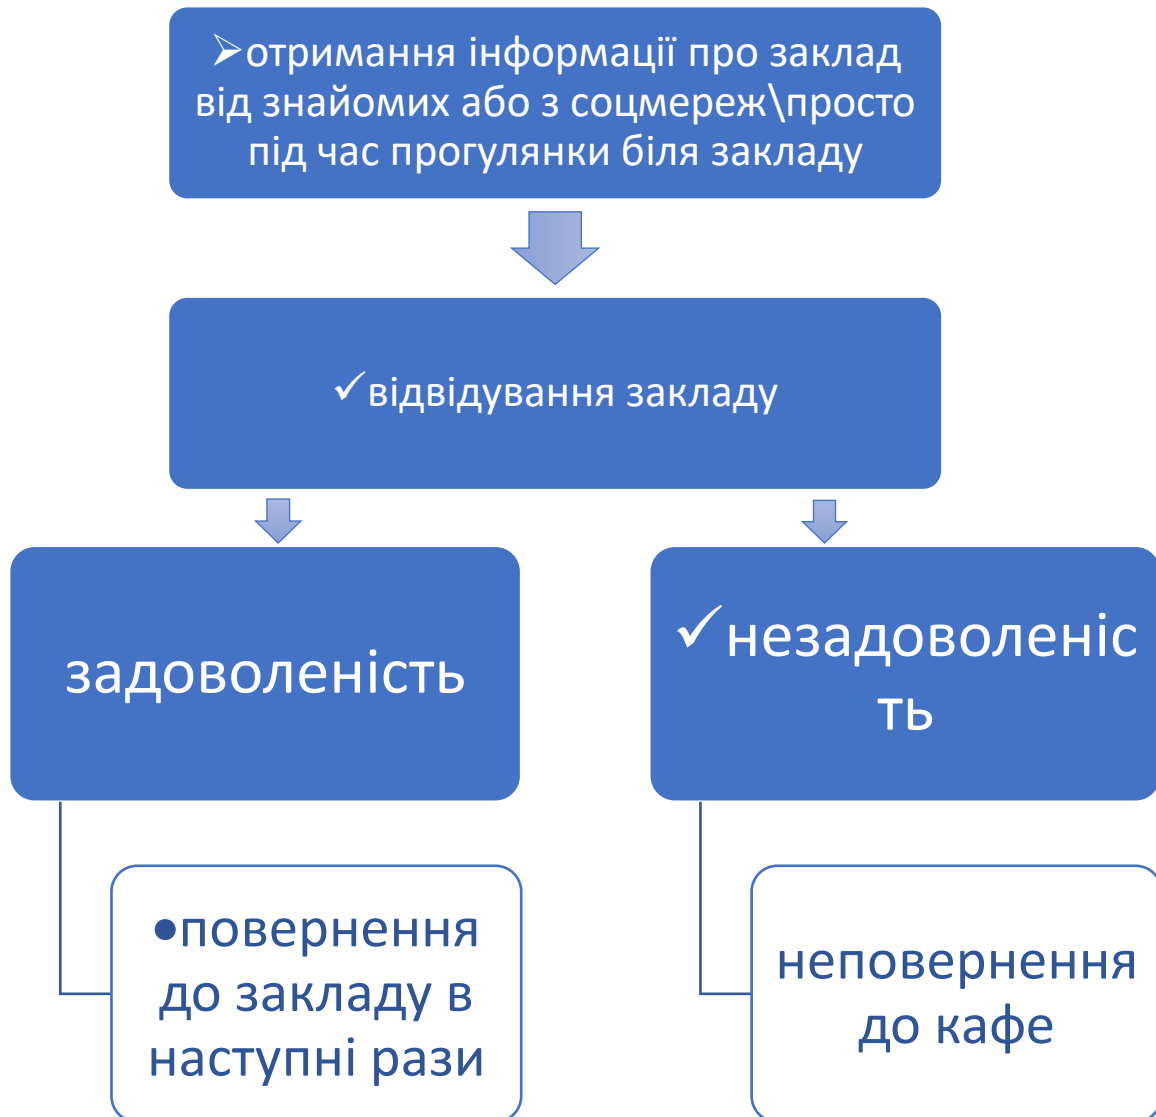 ➢отримання інформації про заклад
від знайомих або з соцмереж\просто
під час прогулянки біля закладу
✓відвідування закладу
задоволеність
✓незадоволеніс
ть
•повернення
до закладу в
наступні рази
неповернення
до кафе